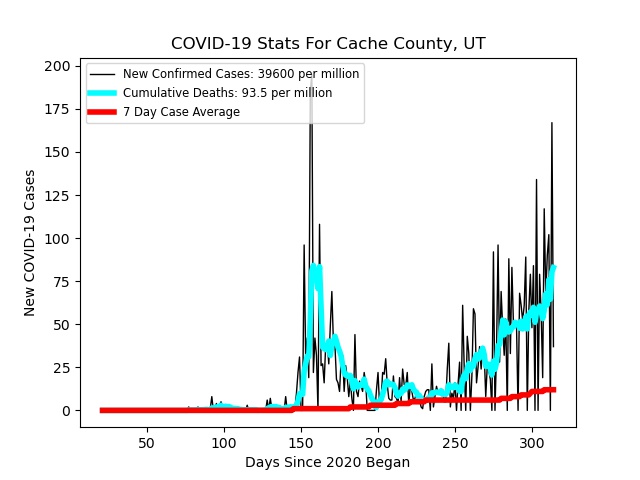 COVID-19 Stats For Cache County, UT
New Confirmed Cases: 39600 per million
Cumulative Deaths: 93.5 per million
7 Day Case Average
New COVID-19 Cases
200
175
150
125
100
75
50
25
0
50 100 150 200 250 300
Days Since 2020 Began